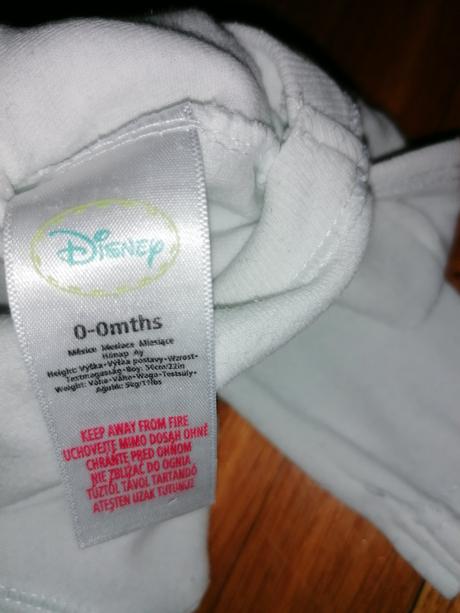 Disney
0-0mths
Měsíce Mesiace Miesiące
Hónap Ay
Height: Výška-Výška postavy-Wzrost-
Testmagasság-Boy: 56cm/22in
Weight: Váha-Váha-Waga-Testsúly-
Ağırlık: 5kg/11lbs
KEEP AWAY FROM FIRE
UCHOVEJTE MIMO DOSAH OHNĚ
CHRÁŇTE PRED OHŇOM
NIE ZBLIŻAĆ DO OGNIA
TŰZTŐL TÁVOL TARTANDÓ
ATEŞTEN UZAK TUTUNUZ